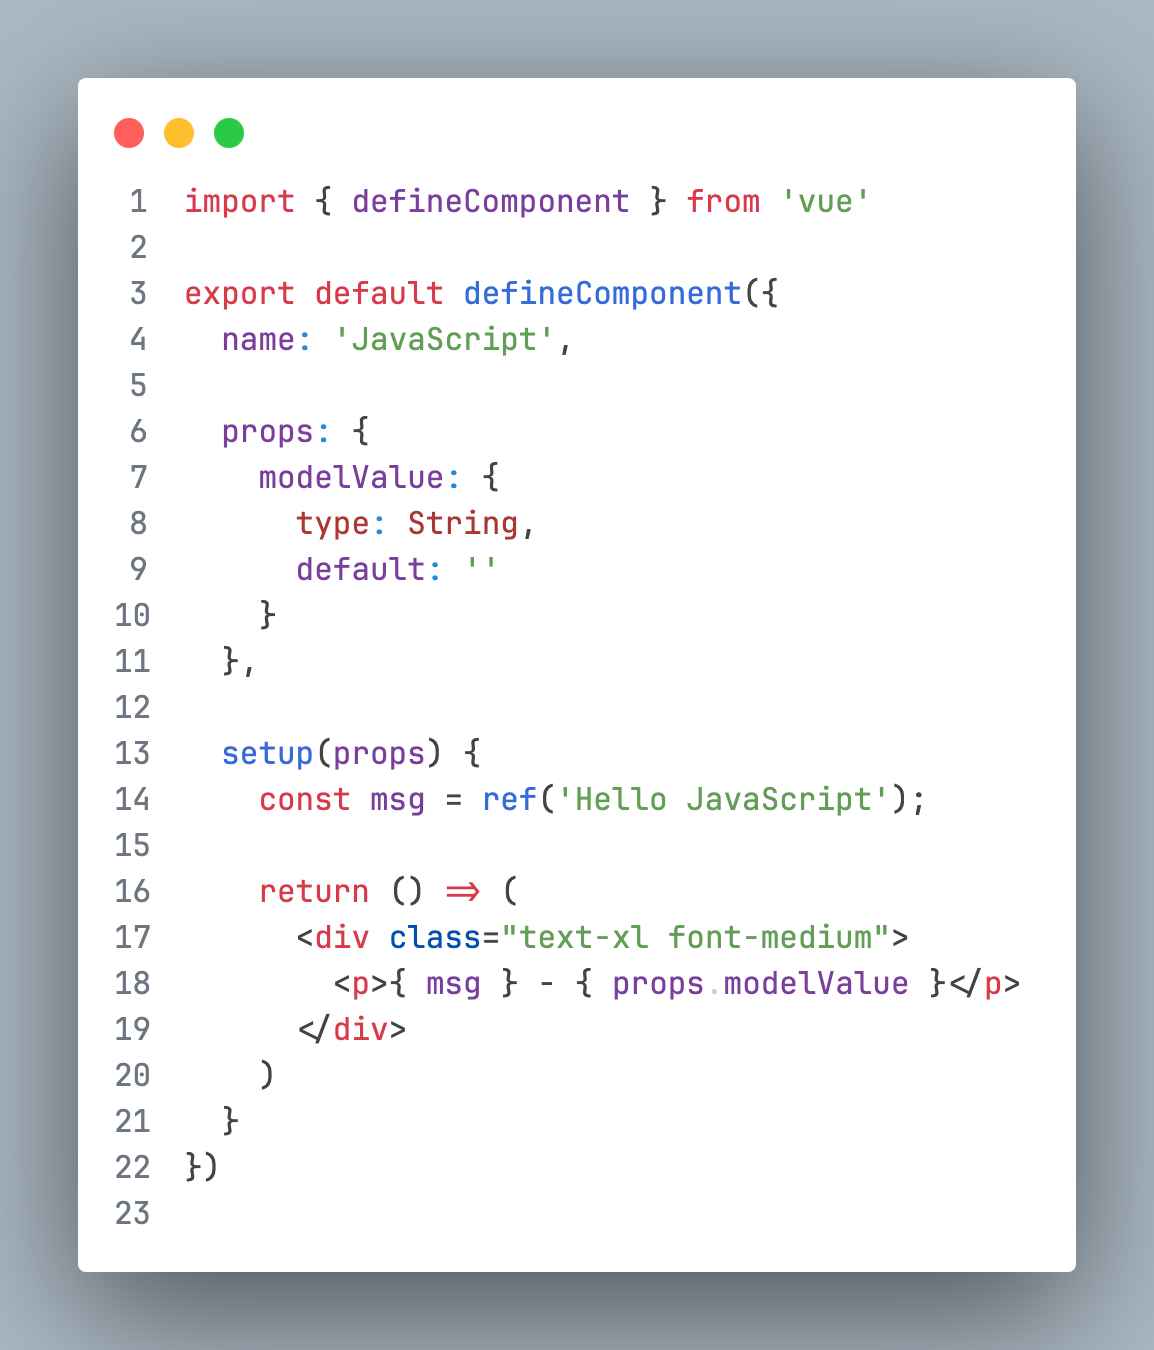 1 import { defineComponent } from 'vue'
2
3 export default defineComponent({
4   name: 'JavaScript',
5
6   props: {
7     modelValue: {
8       type: String,
9       default: ''
10     }
11   },
12
13   setup(props) {
14     const msg = ref('Hello JavaScript');
15
16     return () => (
17       <div class="text-xl font-medium">
18         <p>{ msg } - { props.modelValue }</p>
19       </div>
20     )
21   }
22 })
23